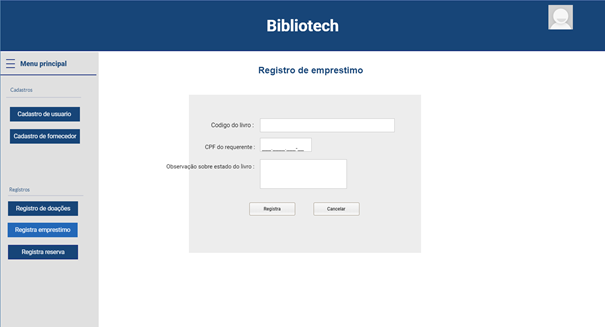 Bibliotech
Menu principal
Cadastros
Cadastro de usuario
Cadastro de fornecedor
Registros
Registro de doações
Registra emprestimo
Registra reserva
Registro de emprestimo
Codigo do livro :
CPF do requerente :
___.____.___-__
Observação sobre estado do livro :
Registra
Cancelar